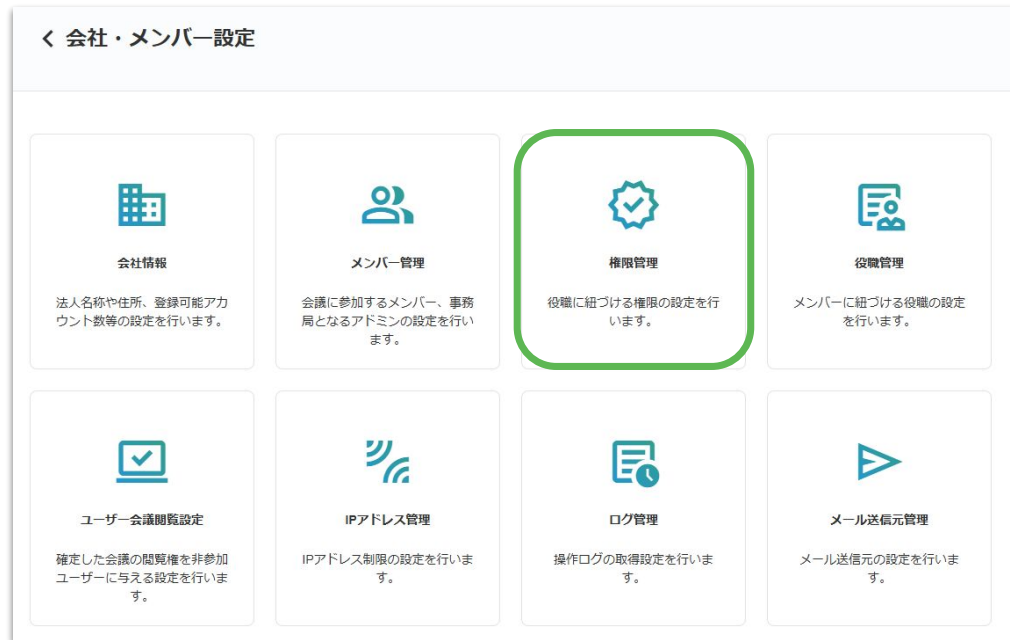 会社・メンバー設定
会社情報
法人名称や住所、登録可能アカ
ウント数等の設定を行います。
メンバー管理
会議に参加するメンバー、事務
局となるアドミンの設定を行い
ます。
権限管理
役職に紐づける権限の設定を行
います。
役職管理
メンバーに紐づける役職の設定
を行います。
ユーザー会議閲覧設定
確定した会議の閲覧権を非参加
ユーザーに与える設定を行いま
す。
IPアドレス管理
IPアドレス制限の設定を行いま
す。
ログ管理
操作ログの取得設定を行いま
す。
メール送信元管理
メール送信元の設定を行いま
す。